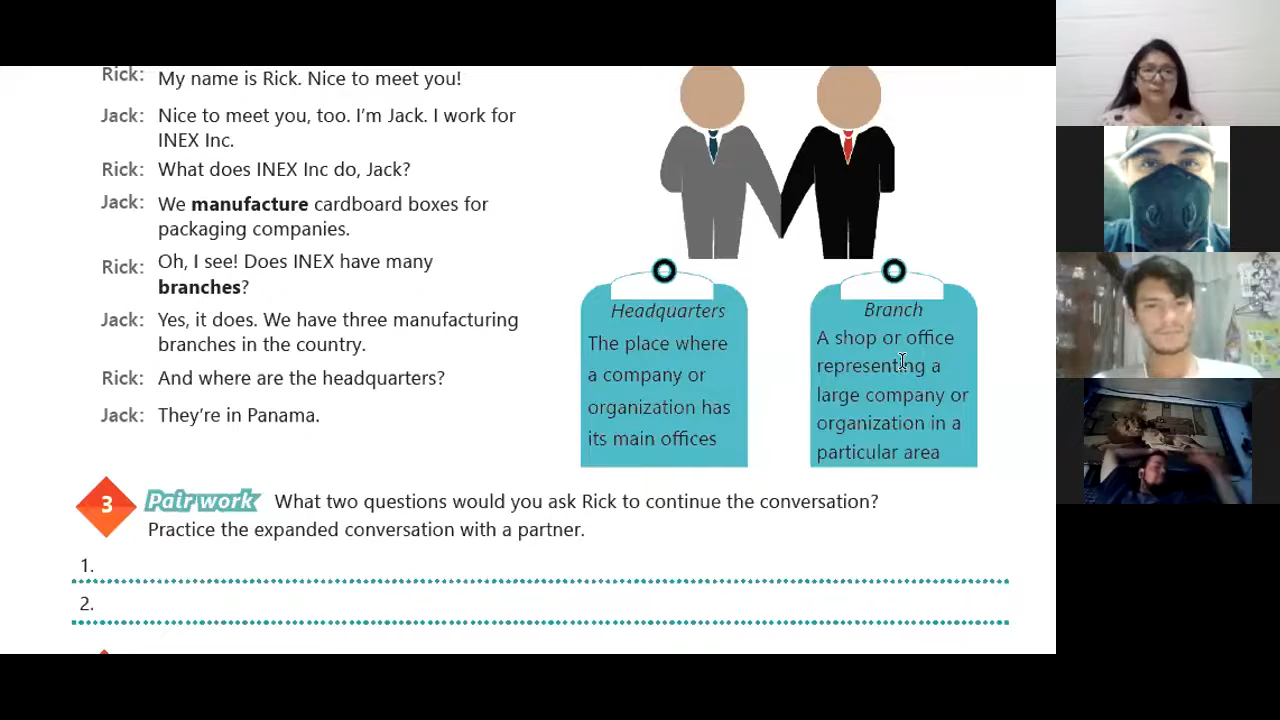 Rick: My name is Rick. Nice to meet you!
Jack: Nice to meet you, too. I'm Jack. I work for
INEX Inc.
Rick: What does INEX Inc do, Jack?
Jack: We manufacture cardboard boxes for
packaging companies.
Rick: Oh, I see! Does INEX have many
branches?
Jack: Yes, it does. We have three manufacturing
branches in the country.
Rick: And where are the headquarters?
Jack: They're in Panama.
Headquarters
The place where
a company or
organization has
its main offices
Branch
A shop or office
representing a
large company or
organization in a
particular area
3 Pair work What two questions would you ask Rick to continue the conversation?
Practice the expanded conversation with a partner.
1.
2.